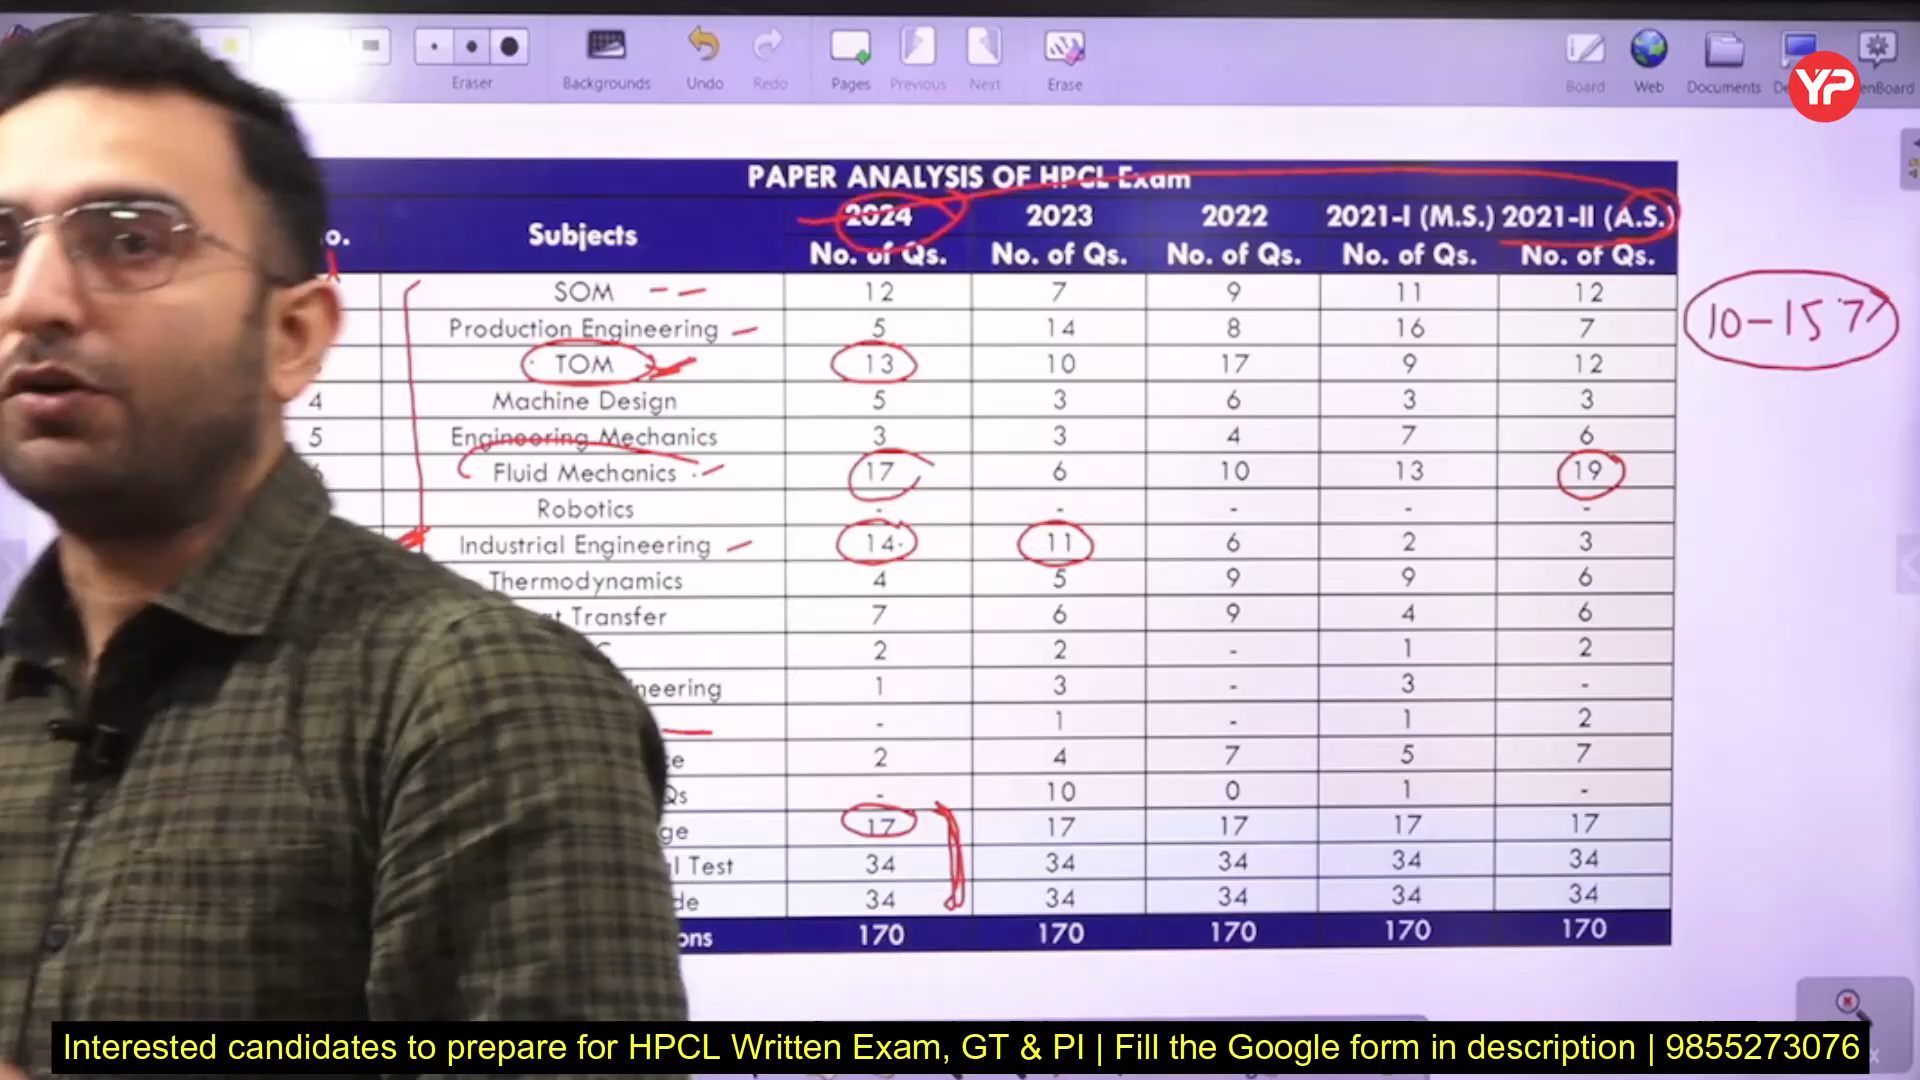 Eraser Backgrounds Undo Redo Pages Previous Next Erase Board Web Documents
YP
PAPER ANALYSIS OF HPCL Exam
o. Subjects 2024 2023 2022 2021-I (M.S.) 2021-II (A.S.)
No. of Qs. No. of Qs. No. of Qs. No. of Qs. No. of Qs.
SOM 12 7 9 11 12
Production Engineering 5 14 8 16 7
TOM 13 10 17 9 12
4 Machine Design 5 3 6 3 3
5 Engineering Mechanics 3 3 4 7 6
Fluid Mechanics 17 6 10 13 19
Robotics - - - - -
Industrial Engineering 14 11 6 2 3
Thermodynamics 4 5 9 9 6
Transfer 7 6 9 4 6
2 2 - 1 2
neering 1 3 - 3 -
- 1 - 1 2
ce 2 4 7 5 7
Qs - 10 0 1 -
ge 17 17 17 17 17
l Test 34 34 34 34 34
de 34 34 34 34 34
ons 170 170 170 170 170
10-15
Interested candidates to prepare for HPCL Written Exam, GT & PI | Fill the Google form in description | 9855273076